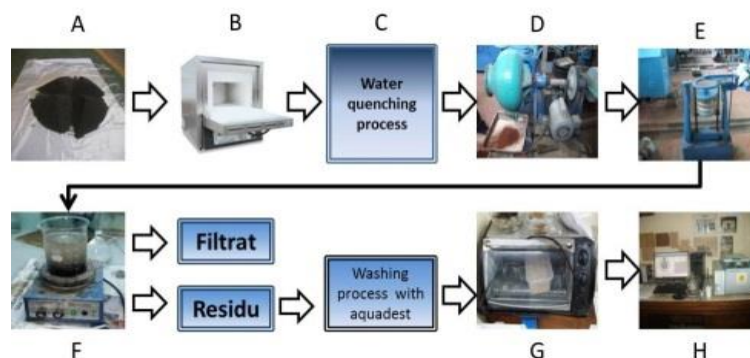 A
B
C
D
E
Water
quenching
process
Filtrat
Residu
Washing
process with
aquadest
F
G
H